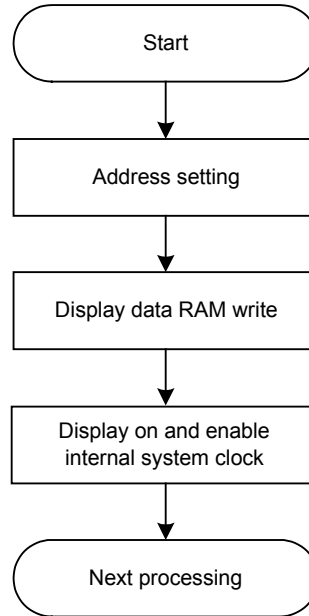 Start
Address setting
Display data RAM write
Display on and enable
internal system clock
Next processing